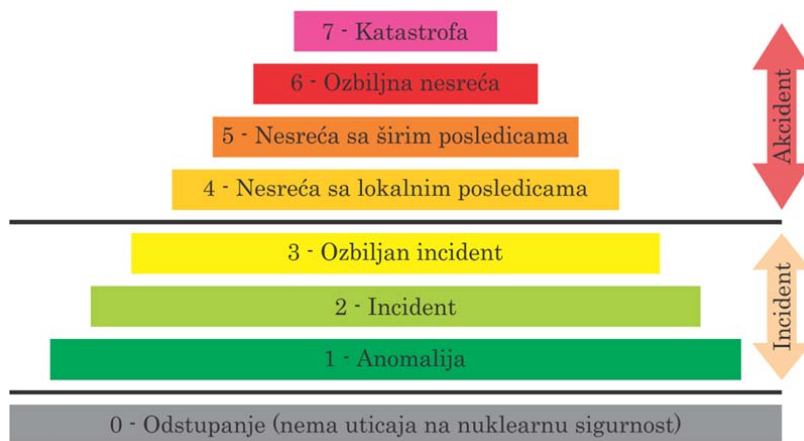 7 - Katastrofa
6 - Ozbiljna nesreća
5 - Nesreća sa širim posledicama
4 - Nesreća sa lokalnim posledicama
Akcident
3 - Ozbiljan incident
2 - Incident
1 - Anomalija
Incident
0 - Odstupanje (nema uticaja na nuklearnu sigurnost)